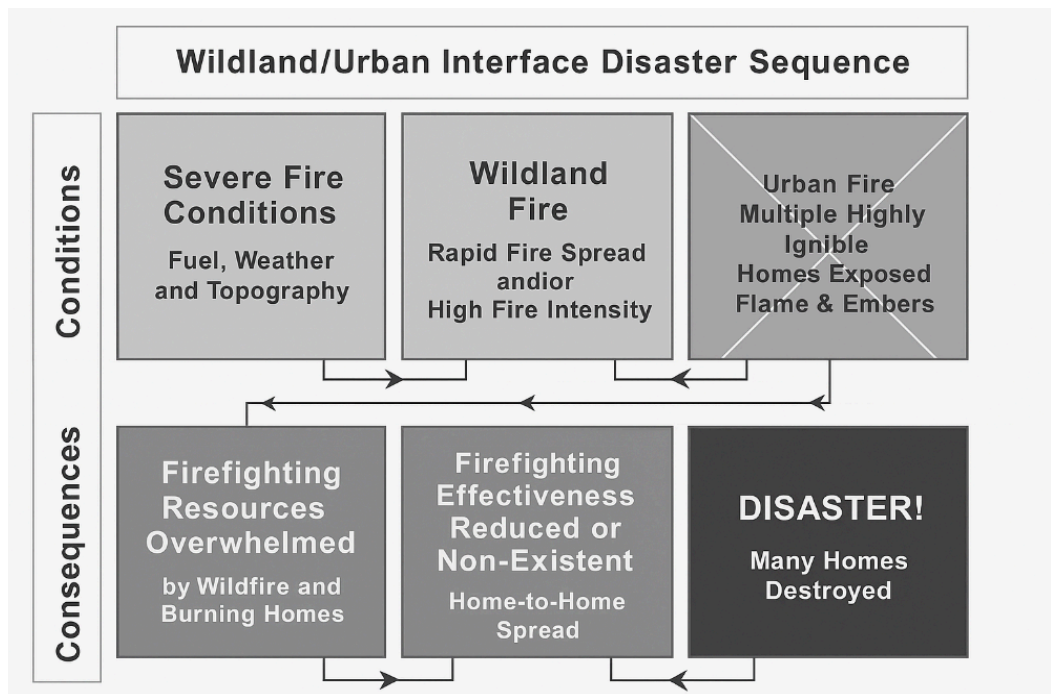 Wildland/Urban Interface Disaster Sequence
Conditions
Severe Fire
Conditions
Fuel, Weather
and Topography
Wildland
Fire
Rapid Fire Spread
andior
High Fire Intensity
Urban Fire
Multiple Highly
Ignible
Homes Exposed
Flame & Embers
Consequences
Firefighting
Resources
Overwhelmed
by Wildfire and
Burning Homes
Firefighting
Effectiveness
Reduced or
Non-Existent
Home-to-Home
Spread
DISASTER!
Many Homes
Destroyed